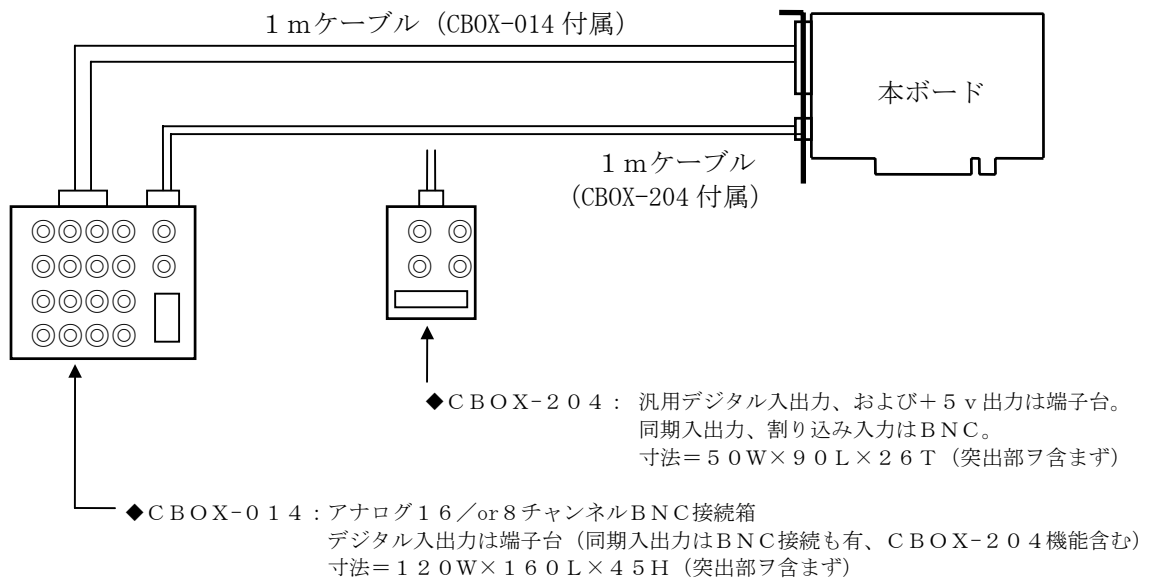 １ｍケーブル（CBOX-014 付属）
本ボード
１ｍケーブル
（CBOX-204 付属）
◆ＣＢＯＸ-２０４： 汎用デジタル入出力、および＋５ｖ出力は端子台。
同期入出力、割り込み入力はＢＮＣ。
寸法＝５０Ｗ×９０Ｌ×２６Ｔ（突出部ヲ含まず）
◆ＣＢＯＸ-０１４：アナログ１６／or８チャンネルＢＮＣ接続箱
デジタル入出力は端子台（同期入出力はＢＮＣ接続も有、ＣＢＯＸ-２０４機能含む）
寸法＝１２０Ｗ×１６０Ｌ×４５Ｈ（突出部ヲ含まず）